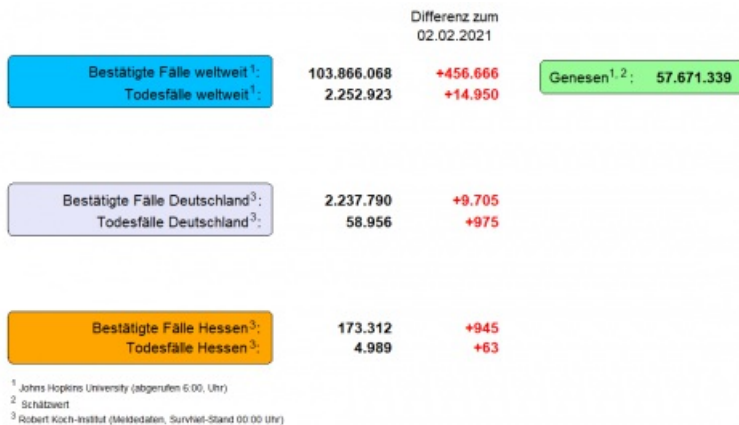 Differenz zum
02.02.2021
Bestätigte Fälle weltweit¹: 103.866.068 +456.666 Genesen¹˒ ²: 57.671.339
Todesfälle weltweit¹: 2.252.923 +14.950
Bestätigte Fälle Deutschland³: 2.237.790 +9.705
Todesfälle Deutschland³: 58.956 +975
Bestätigte Fälle Hessen³: 173.312 +945
Todesfälle Hessen³: 4.989 +63
¹ Johns Hopkins University (abgerufen 6:00, Uhr)
² Schätzwert
³ Robert Koch-Institut (Meldedaten, SurvNet-Stand 00:00 Uhr)